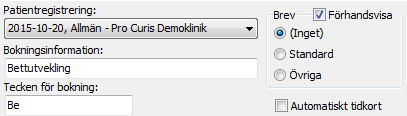 Patientregistrering:
2015-10-20, Allmän - Pro Curis Demoklinik
Bokningsinformation:
Bettutvekling
Tecken för bokning:
Be
Brev Förhandsvisa
(Inget)
Standard
Övriga
Automatiskt tidkort